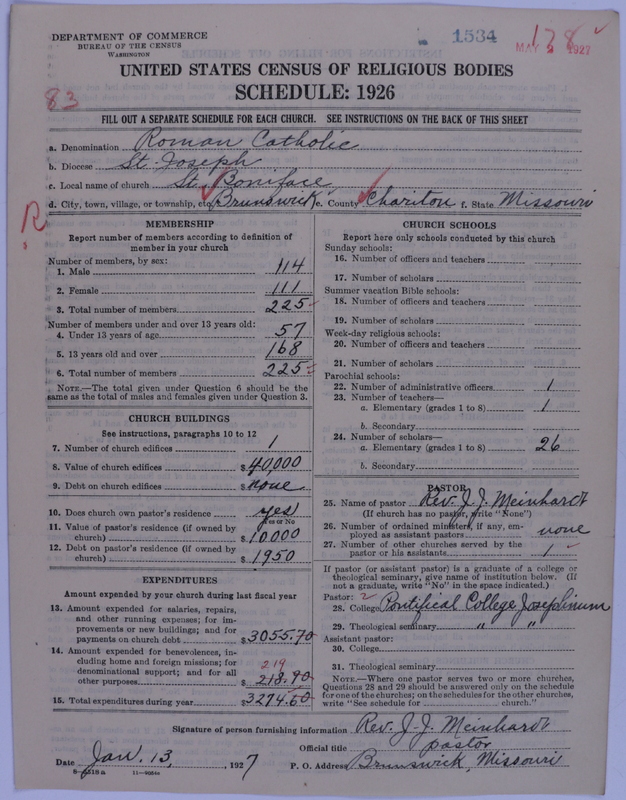 DEPARTMENT OF COMMERCE
BUREAU OF THE CENSUS
WASHINGTON
1534
138
MAY 5 1927
UNITED STATES CENSUS OF RELIGIOUS BODIES
SCHEDULE: 1926
83
FILL OUT A SEPARATE SCHEDULE FOR EACH CHURCH. SEE INSTRUCTIONS ON THE BACK OF THIS SHEET
a. Denomination Roman Catholic
b. Diocese St. Joseph
c. Local name of church St. Boniface
d. City, town, village, or township, etc. Brunswick e. County Chariton f. State Missouri
R
MEMBERSHIP
Report number of members according to definition of
member in your church
Number of members, by sex:
1. Male 114
2. Female 111
3. Total number of members 225
Number of members under and over 13 years old:
4. Under 13 years of age 57
5. 13 years old and over 168
6. Total number of members 225
NOTE.—The total given under Question 6 should be the
same as the total of males and females given under Question 3.
CHURCH BUILDINGS
See instructions, paragraphs 10 to 12
7. Number of church edifices 1
8. Value of church edifices $40,000
9. Debt on church edifices $none
10. Does church own pastor's residence? yes
Yes or No
11. Value of pastor's residence (if owned by
church) $10,000
12. Debt on pastor's residence (if owned by
church) $1950
EXPENDITURES
Amount expended by your church during last fiscal year
13. Amount expended for salaries, repairs,
and other running expenses; for im-
provements or new buildings; and for
payments on church debt $3055.70
14. Amount expended for benevolences, in-
cluding home and foreign missions; for
denominational support; and for all
219
other purposes $218.90
15. Total expenditures during year $3274.60
CHURCH SCHOOLS
Report here only schools conducted by this church
Sunday schools:
16. Number of officers and teachers
17. Number of scholars
Summer vacation Bible schools:
18. Number of officers and teachers
19. Number of scholars
Week-day religious schools:
20. Number of officers and teachers
21. Number of scholars
Parochial schools:
22. Number of administrative officers 1
23. Number of teachers—
a. Elementary (grades 1 to 8) 1
b. Secondary
24. Number of scholars—
a. Elementary (grades 1 to 8) 26
b. Secondary
PASTOR
25. Name of pastor Rev. J. J. Meinhardt
(If church has no pastor, write "None")
26. Number of ordained ministers, if any, em-
ployed as assistant pastors none
27. Number of other churches served by the
pastor or his assistants 1
If pastor (or assistant pastor) is a graduate of a college or
theological seminary, give name of institution below. (If
not a graduate, write "No" in the space indicated.)
Pastor: 2
28. College Pontifical College Josephinum
29. Theological seminary " "
Assistant pastor:
30. College
31. Theological seminary
NOTE.—Where one pastor serves two or more churches,
Questions 28 and 29 should be answered only on the schedule
for one of the churches; on the schedules for the other churches,
write "See schedule for church."
Signature of person furnishing information Rev. J. J. Meinhardt
Official title pastor
Date Jan. 13, 1927 P. O. Address Brunswick, Missouri
8—5518a 11—9085c